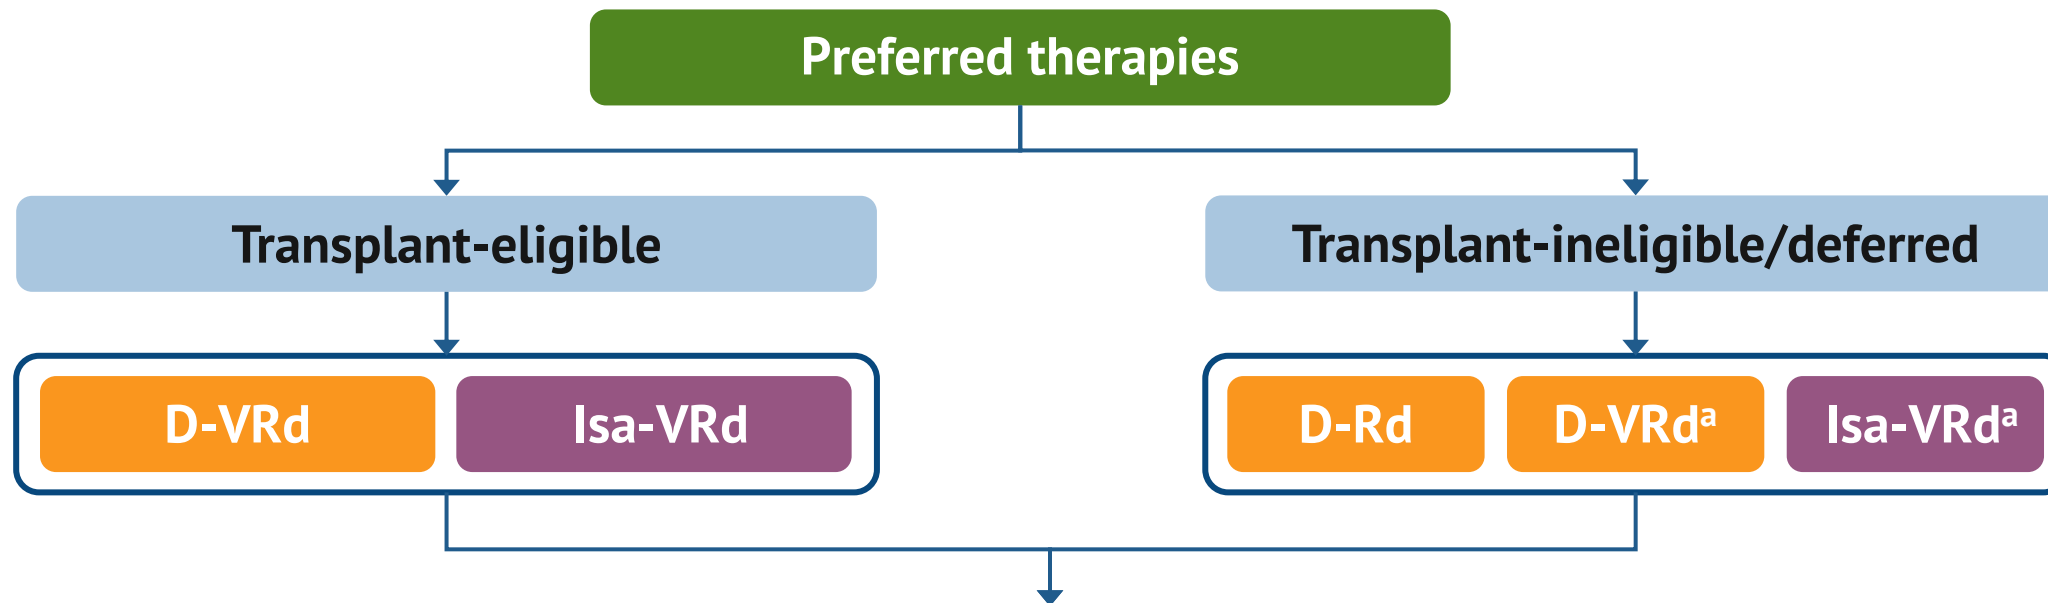 Preferred therapies
Transplant-eligible
Transplant-ineligible/deferred
D-VRd
Isa-VRd
D-Rd
D-VRdᵃ
Isa-VRdᵃ